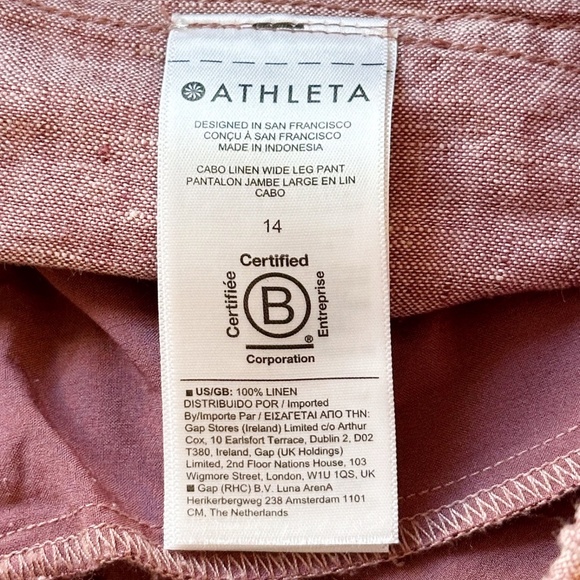 ATHLETA
DESIGNED IN SAN FRANCISCO
CONÇU À SAN FRANCISCO
MADE IN INDONESIA
CABO LINEN WIDE LEG PANT
PANTALON JAMBE LARGE EN LIN
CABO
14
Certified
Certifiée
B
Entreprise
®
Corporation
US/GB: 100% LINEN
DISTRIBUIDO POR / Imported
By/Importe Par / ΕΙΣΑΓΕΤΑΙ ΑΠΟ ΤΗΝ:
Gap Stores (Ireland) Limited c/o Arthur
Cox, 10 Earlsfort Terrace, Dublin 2, D02
T380, Ireland, Gap (UK Holdings)
Limited, 2nd Floor Nations House, 103
Wigmore Street, London, W1U 1QS, UK
Gap (RHC) B.V. Luna ArenA
Herikerbergweg 238 Amsterdam 1101
CM, The Netherlands